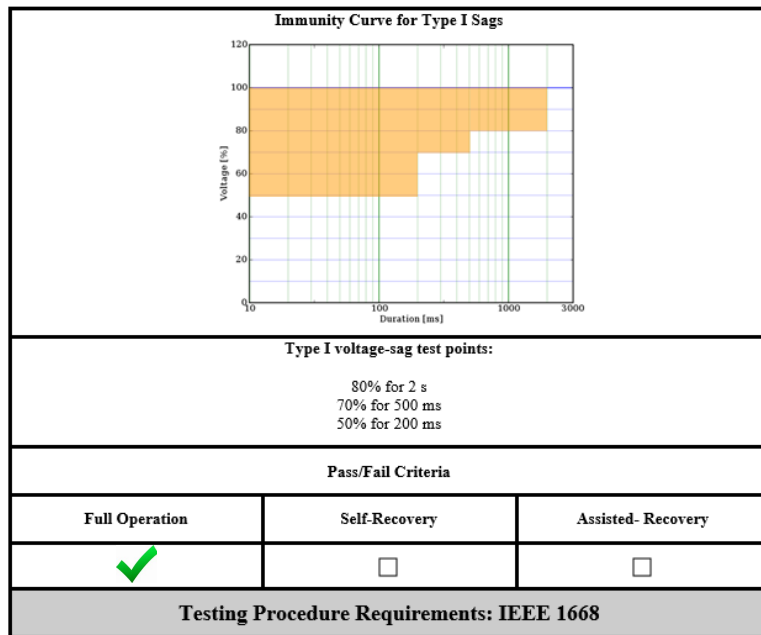 Immunity Curve for Type I Sags
120
100
80
60
40
20
0
Voltage [%]
10 100 1000 3000
Duration [ms]
Type I voltage-sag test points:
80% for 2 s
70% for 500 ms
50% for 200 ms
Pass/Fail Criteria
Full Operation Self-Recovery Assisted- Recovery
Testing Procedure Requirements: IEEE 1668